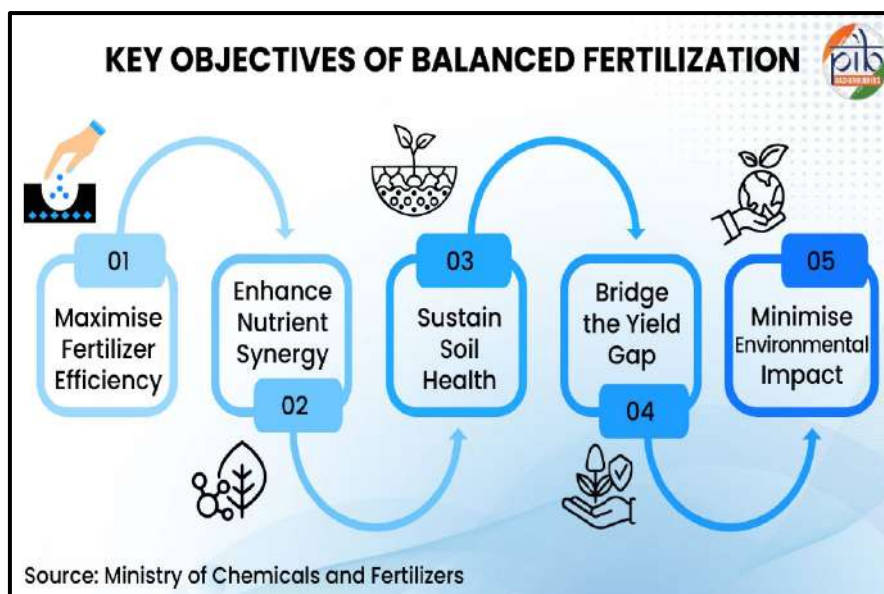 KEY OBJECTIVES OF BALANCED FERTILIZATION
pib
01
Maximise
Fertilizer
Efficiency
Enhance
Nutrient
Synergy
02
03
Sustain
Soil
Health
Bridge
the Yield
Gap
04
05
Minimise
Environmental
Impact
Source: Ministry of Chemicals and Fertilizers